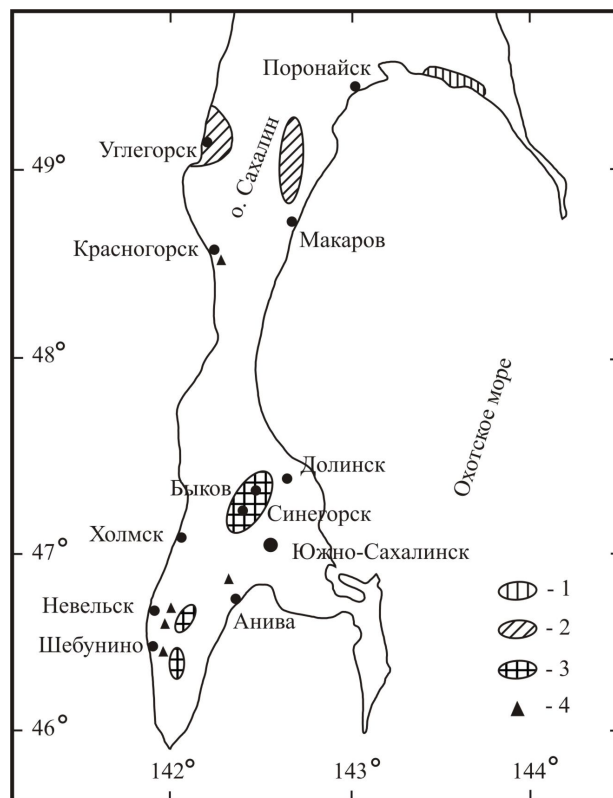 Поронайск
Углегорск
49°
о. Сахалин
Макаров
Красногорск
48°
Охотское море
Долинск
Быков
Синегорск
Холмск
47°
Южно-Сахалинск
- 1
Невельск
- 2
Анива
Шебунино
- 3
- 4
46°
142°
143°
144°